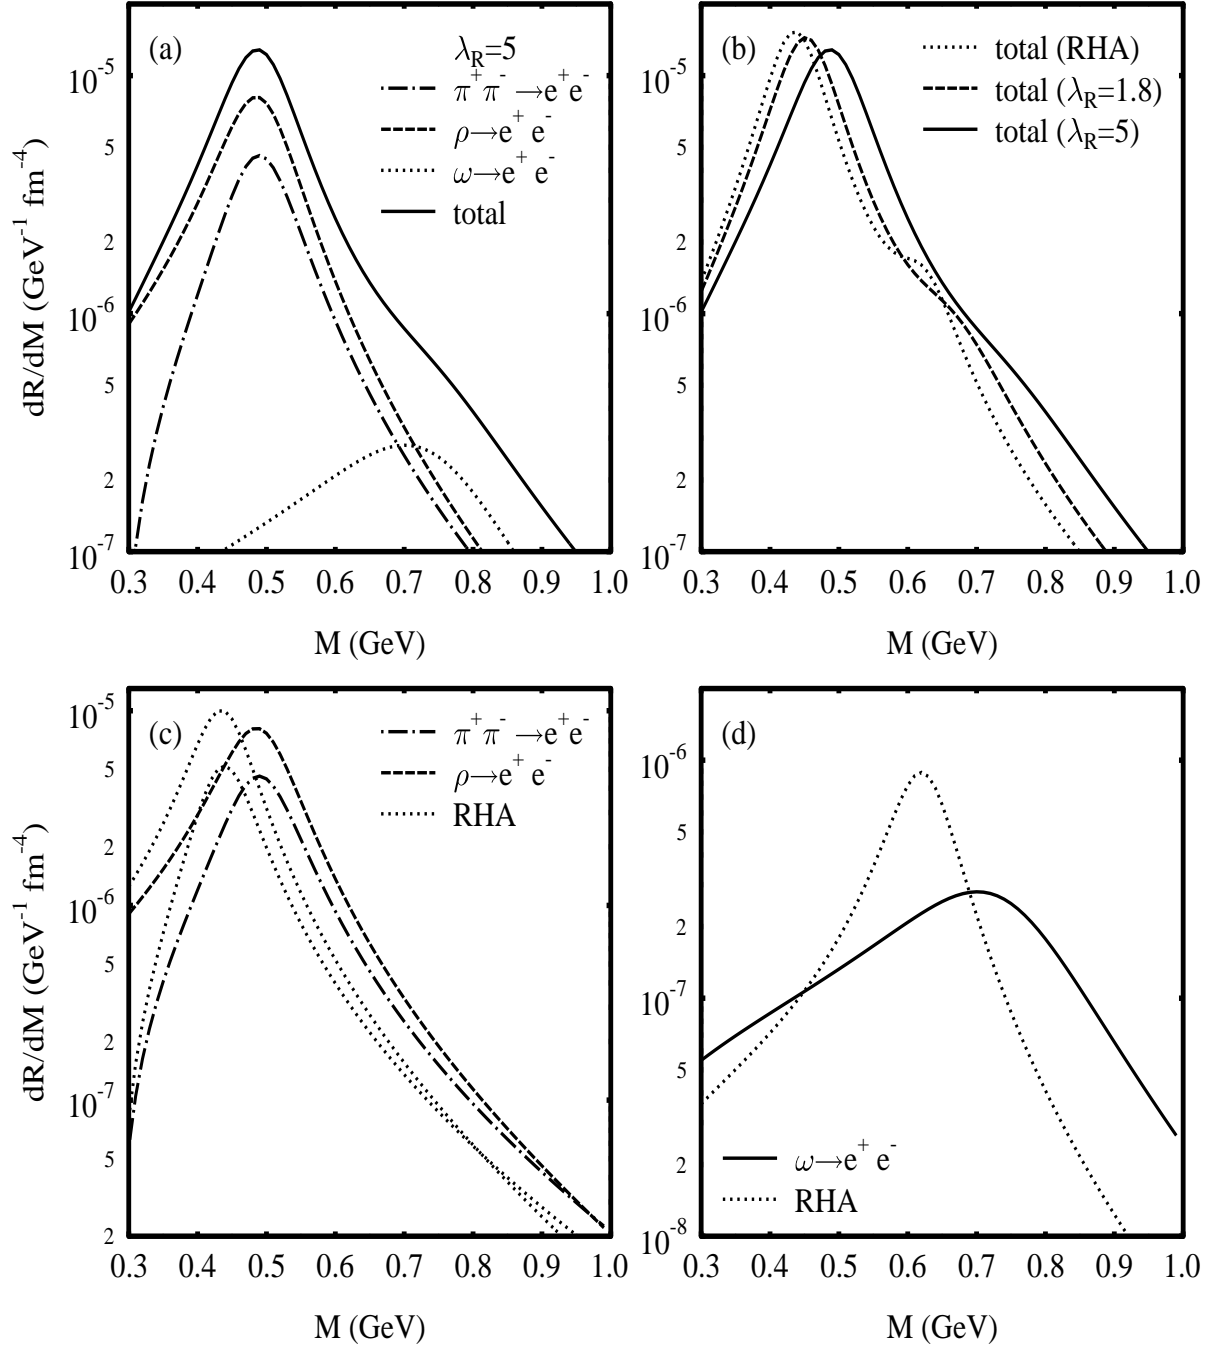 (a)
λR=5
π+π-→e+e-
ρ→e+ e-
ω→e+ e-
total
dR/dM (GeV-1 fm-4)
10-5
5
2
10-6
5
2
10-7
0.3 0.4 0.5 0.6 0.7 0.8 0.9 1.0
M (GeV)
(b)
total (RHA)
total (λR=1.8)
total (λR=5)
10-5
5
2
10-6
5
2
10-7
0.3 0.4 0.5 0.6 0.7 0.8 0.9 1.0
M (GeV)
(c)
π+π-→e+e-
ρ→e+ e-
RHA
dR/dM (GeV-1 fm-4)
10-5
5
2
10-6
5
2
10-7
5
2
0.3 0.4 0.5 0.6 0.7 0.8 0.9 1.0
M (GeV)
(d)
10-6
5
2
10-7
5
2
10-8
ω→e+ e-
RHA
0.3 0.4 0.5 0.6 0.7 0.8 0.9 1.0
M (GeV)